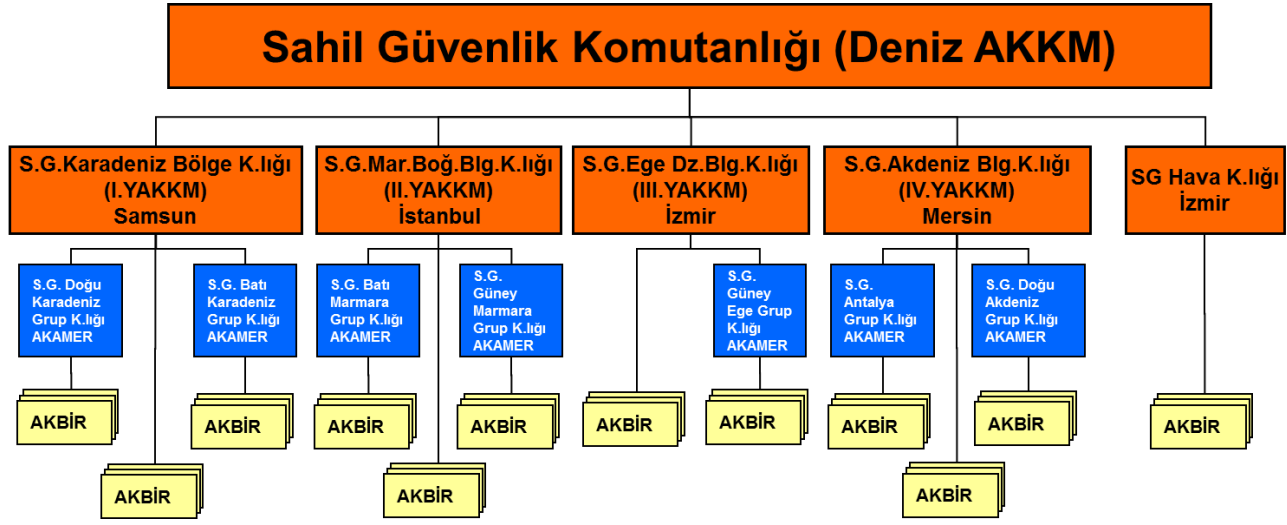 Sahil Güvenlik Komutanlığı (Deniz AKKM)
S.G.Karadeniz Bölge K.lığı
(I.YAKKM)
Samsun
S.G.Mar.Boğ.Blg.K.lığı
(II.YAKKM)
İstanbul
S.G.Ege Dz.Blg.K.lığı
(III.YAKKM)
İzmir
S.G.Akdeniz Blg.K.lığı
(IV.YAKKM)
Mersin
SG Hava K.lığı
İzmir
S.G. Doğu
Karadeniz
Grup K.lığı
AKAMER
S.G. Batı
Karadeniz
Grup K.lığı
AKAMER
S.G. Batı
Marmara
Grup K.lığı
AKAMER
S.G.
Güney
Marmara
Grup K.lığı
AKAMER
S.G.
Güney
Ege Grup
K.lığı
AKAMER
S.G.
Antalya
Grup K.lığı
AKAMER
S.G. Doğu
Akdeniz
Grup K.lığı
AKAMER
AKBİR
AKBİR
AKBİR
AKBİR
AKBİR
AKBİR
AKBİR
AKBİR
AKBİR
AKBİR
AKBİR
AKBİR